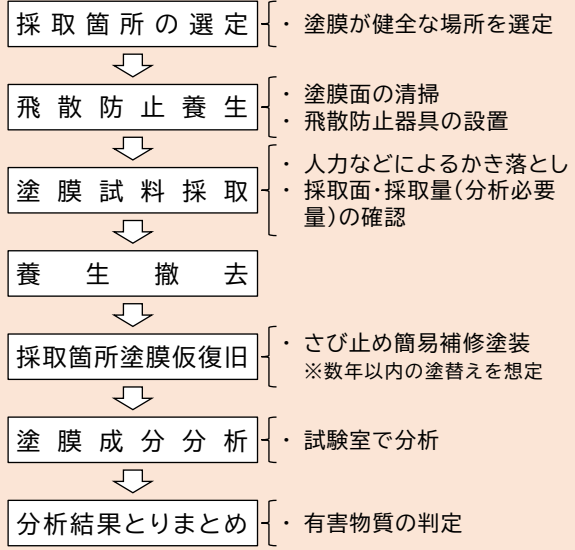 採取箇所の選定
・ 塗膜が健全な場所を選定
飛散防止養生
・ 塗膜面の清掃
・ 飛散防止器具の設置
塗膜試料採取
・ 人力などによるかき落とし
・ 採取面・採取量(分析必要
量)の確認
養生撤去
採取箇所塗膜仮復旧
・ さび止め簡易補修塗装
※数年以内の塗替えを想定
塗膜成分分析
・ 試験室で分析
分析結果とりまとめ
・ 有害物質の判定